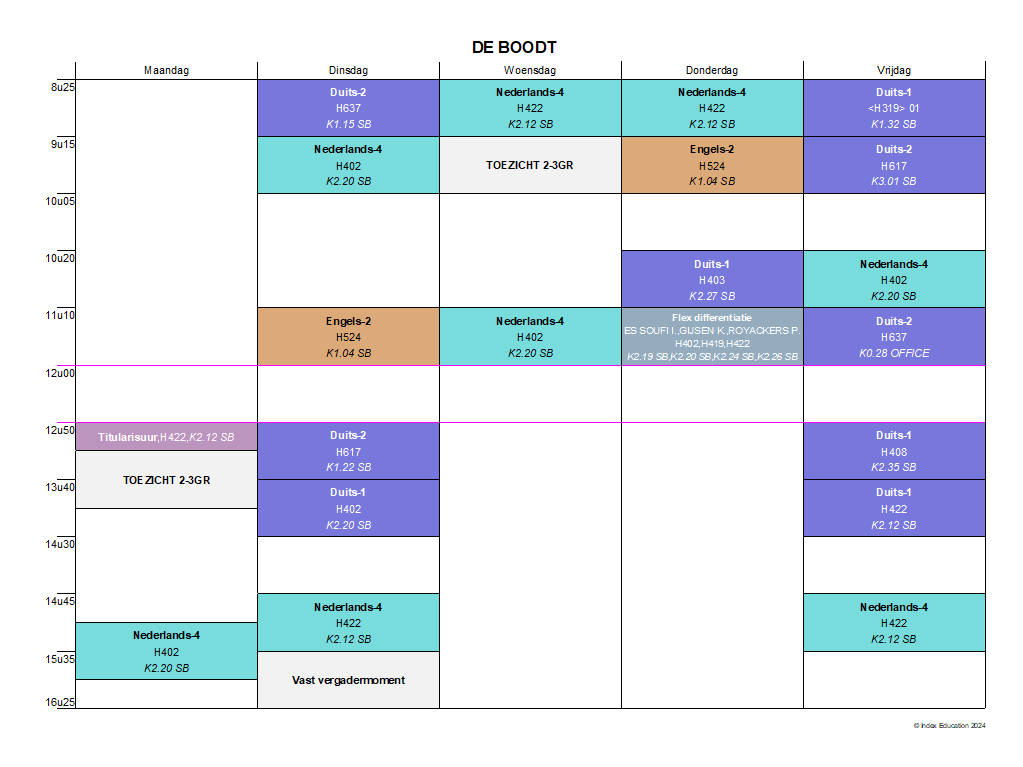 DE BOODT
Maandag Dinsdag Woensdag Donderdag Vrijdag
8u25
Duits-2
H637
K1.15 SB
Nederlands-4
H422
K2.12 SB
Nederlands-4
H422
K2.12 SB
Duits-1
<H319> 01
K1.32 SB
9u15
Nederlands-4
H402
K2.20 SB
TOEZICHT 2-3GR
Engels-2
H524
K1.04 SB
Duits-2
H617
K3.01 SB
10u05
10u20
Duits-1
H403
K2.27 SB
Nederlands-4
H402
K2.20 SB
11u10
Engels-2
H524
K1.04 SB
Nederlands-4
H402
K2.20 SB
Flex differentiatie
ES SOUFI I.,GIJSEN K.,ROYACKERS P.
H402,H419,H422
K2.19 SB,K2.20 SB,K2.24 SB,K2.26 SB
Duits-2
H637
K0.28 OFFICE
12u00
12u50
Titularisuur,H422,K2.12 SB
Duits-2
H617
K1.22 SB
Duits-1
H408
K2.35 SB
TOEZICHT 2-3GR
13u40
Duits-1
H402
K2.20 SB
Duits-1
H422
K2.12 SB
14u30
14u45
Nederlands-4
H422
K2.12 SB
Nederlands-4
H422
K2.12 SB
Nederlands-4
H402
K2.20 SB
15u35
Vast vergadermoment
16u25
© Index Education 2024